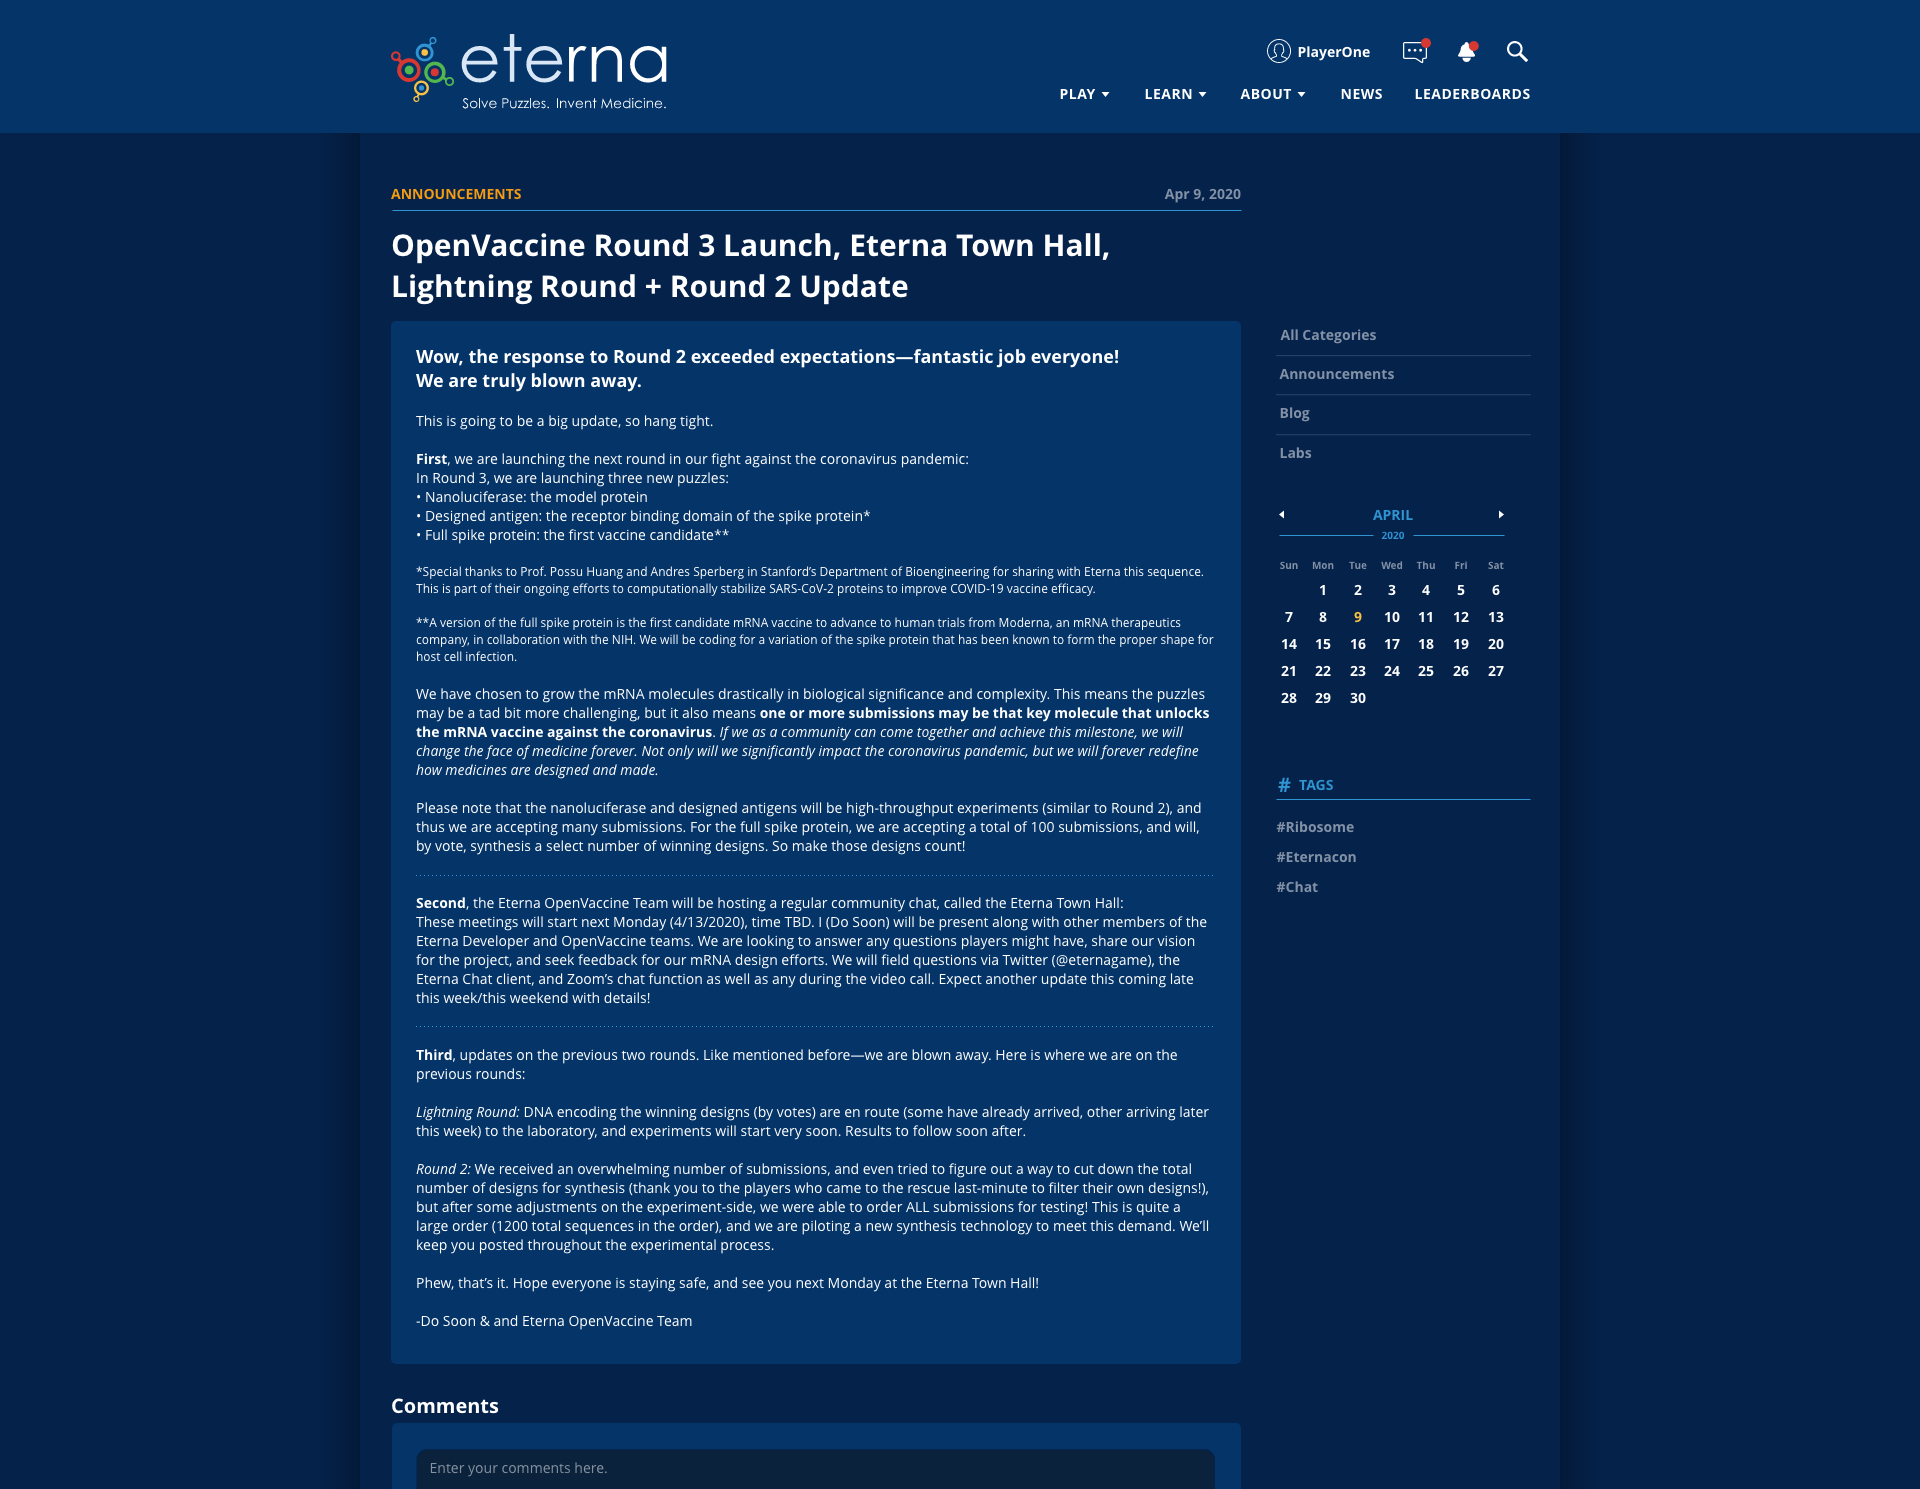 eterna
Solve Puzzles. Invent Medicine.
PlayerOne
PLAY LEARN ABOUT NEWS LEADERBOARDS
ANNOUNCEMENTS
Apr 9, 2020
OpenVaccine Round 3 Launch, Eterna Town Hall,
Lightning Round + Round 2 Update
Wow, the response to Round 2 exceeded expectations—fantastic job everyone!
We are truly blown away.
This is going to be a big update, so hang tight.
First, we are launching the next round in our fight against the coronavirus pandemic:
In Round 3, we are launching three new puzzles:
• Nanoluciferase: the model protein
• Designed antigen: the receptor binding domain of the spike protein*
• Full spike protein: the first vaccine candidate**
*Special thanks to Prof. Possu Huang and Andres Sperberg in Stanford’s Department of Bioengineering for sharing with Eterna this sequence.
This is part of their ongoing efforts to computationally stabilize SARS-CoV-2 proteins to improve COVID-19 vaccine efficacy.
**A version of the full spike protein is the first candidate mRNA vaccine to advance to human trials from Moderna, an mRNA therapeutics
company, in collaboration with the NIH. We will be coding for a variation of the spike protein that has been known to form the proper shape for
host cell infection.
We have chosen to grow the mRNA molecules drastically in biological significance and complexity. This means the puzzles
may be a tad bit more challenging, but it also means one or more submissions may be that key molecule that unlocks
the mRNA vaccine against the coronavirus. If we as a community can come together and achieve this milestone, we will
change the face of medicine forever. Not only will we significantly impact the coronavirus pandemic, but we will forever redefine
how medicines are designed and made.
Please note that the nanoluciferase and designed antigens will be high-throughput experiments (similar to Round 2), and
thus we are accepting many submissions. For the full spike protein, we are accepting a total of 100 submissions, and will,
by vote, synthesis a select number of winning designs. So make those designs count!
Second, the Eterna OpenVaccine Team will be hosting a regular community chat, called the Eterna Town Hall:
These meetings will start next Monday (4/13/2020), time TBD. I (Do Soon) will be present along with other members of the
Eterna Developer and OpenVaccine teams. We are looking to answer any questions players might have, share our vision
for the project, and seek feedback for our mRNA design efforts. We will field questions via Twitter (@eternagame), the
Eterna Chat client, and Zoom’s chat function as well as any during the video call. Expect another update this coming late
this week/this weekend with details!
Third, updates on the previous two rounds. Like mentioned before—we are blown away. Here is where we are on the
previous rounds:
Lightning Round: DNA encoding the winning designs (by votes) are en route (some have already arrived, other arriving later
this week) to the laboratory, and experiments will start very soon. Results to follow soon after.
Round 2: We received an overwhelming number of submissions, and even tried to figure out a way to cut down the total
number of designs for synthesis (thank you to the players who came to the rescue last-minute to filter their own designs!),
but after some adjustments on the experiment-side, we were able to order ALL submissions for testing! This is quite a
large order (1200 total sequences in the order), and we are piloting a new synthesis technology to meet this demand. We’ll
keep you posted throughout the experimental process.
Phew, that’s it. Hope everyone is staying safe, and see you next Monday at the Eterna Town Hall!
-Do Soon & and Eterna OpenVaccine Team
Comments
Enter your comments here.
All Categories
Announcements
Blog
Labs
APRIL
2020
Sun Mon Tue Wed Thu Fri Sat
1 2 3 4 5 6
7 8 9 10 11 12 13
14 15 16 17 18 19 20
21 22 23 24 25 26 27
28 29 30
# TAGS
#Ribosome
#Eternacon
#Chat